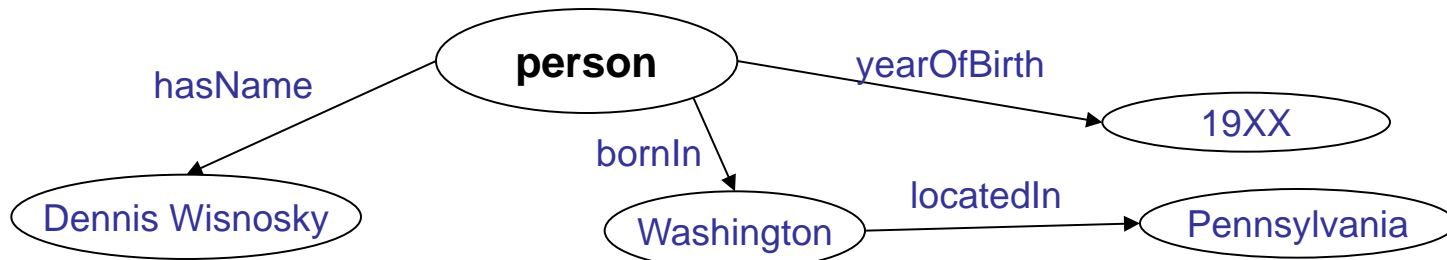 person
hasName
yearOfBirth
19XX
bornIn
locatedIn
Dennis Wisnosky
Washington
Pennsylvania